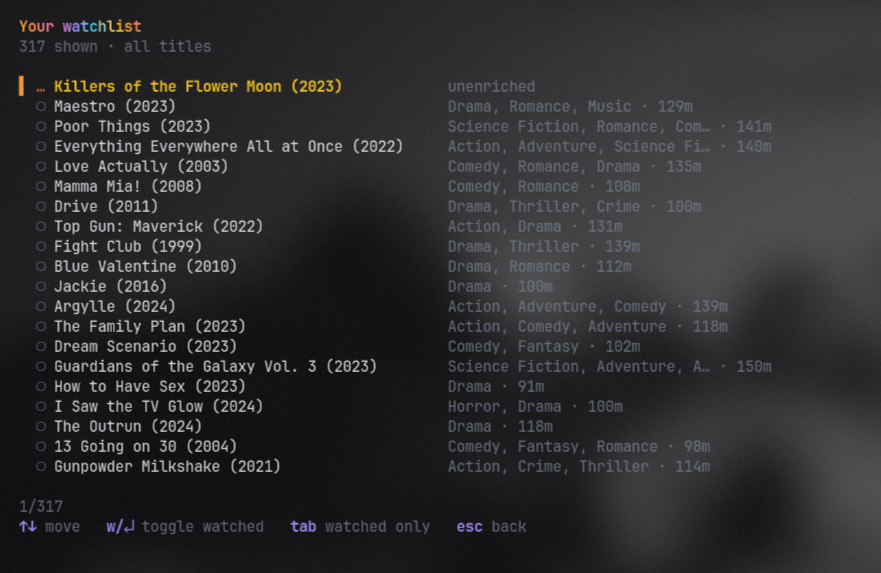 Your watchlist
317 shown · all titles
… Killers of the Flower Moon (2023) unenriched
○ Maestro (2023) Drama, Romance, Music · 129m
○ Poor Things (2023) Science Fiction, Romance, Com… · 141m
○ Everything Everywhere All at Once (2022) Action, Adventure, Science Fi… · 140m
○ Love Actually (2003) Comedy, Romance, Drama · 135m
○ Mamma Mia! (2008) Comedy, Romance · 108m
○ Drive (2011) Drama, Thriller, Crime · 100m
○ Top Gun: Maverick (2022) Action, Drama · 131m
○ Fight Club (1999) Drama, Thriller · 139m
○ Blue Valentine (2010) Drama, Romance · 112m
○ Jackie (2016) Drama · 100m
○ Argylle (2024) Action, Adventure, Comedy · 139m
○ The Family Plan (2023) Action, Comedy, Adventure · 118m
○ Dream Scenario (2023) Comedy, Fantasy · 102m
○ Guardians of the Galaxy Vol. 3 (2023) Science Fiction, Adventure, A… · 150m
○ How to Have Sex (2023) Drama · 91m
○ I Saw the TV Glow (2024) Horror, Drama · 100m
○ The Outrun (2024) Drama · 118m
○ 13 Going on 30 (2004) Comedy, Fantasy, Romance · 98m
○ Gunpowder Milkshake (2021) Action, Crime, Thriller · 114m
1/317
↑↓ move w/↵ toggle watched tab watched only esc back